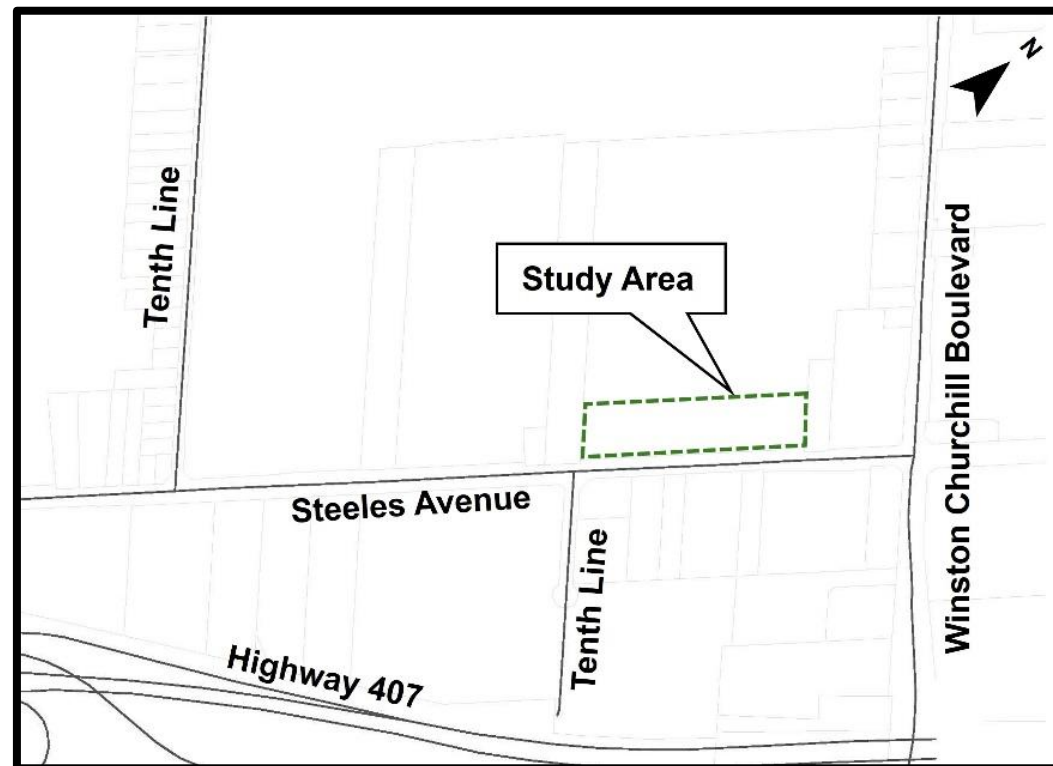 N
Tenth Line
Study Area
Winston Churchill Boulevard
Steeles Avenue
Tenth Line
Highway 407